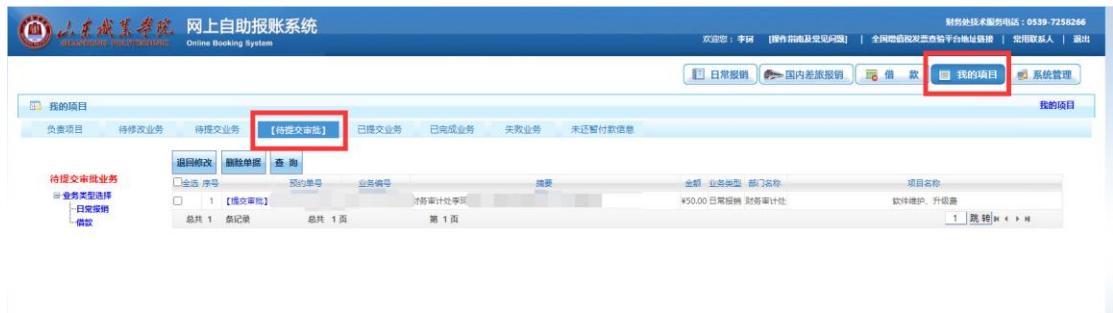 山东职业学院
SHANDONG POLYTECHNIC
网上自助报账系统
Online Booking System
财务处技术服务电话：0539-7258266
欢迎您：李
[操作指南及常见问题] | 全国增值税发票查验平台地址链接 | 常用联系人 | 退出
日常报销 国内差旅报销 借 款 我的项目 系统管理
我的项目 我的项目
负责项目 待修改业务 待提交业务 【待提交审批】 已提交业务 已完成业务 失败业务 未还暂付款信息
退回修改 删除单据 查 询
待提交审批业务
业务类型选择
日常报销
借款
全选 序号 预约单号 业务编号 摘要 金额 业务类型 部门名称 项目名称
1 【提交审批】 财务审计处李 ¥50.00 日常报销 财务审计处 软件维护、升级费
总共 1 条记录 总共 1 页 第 1 页 1 跳 转